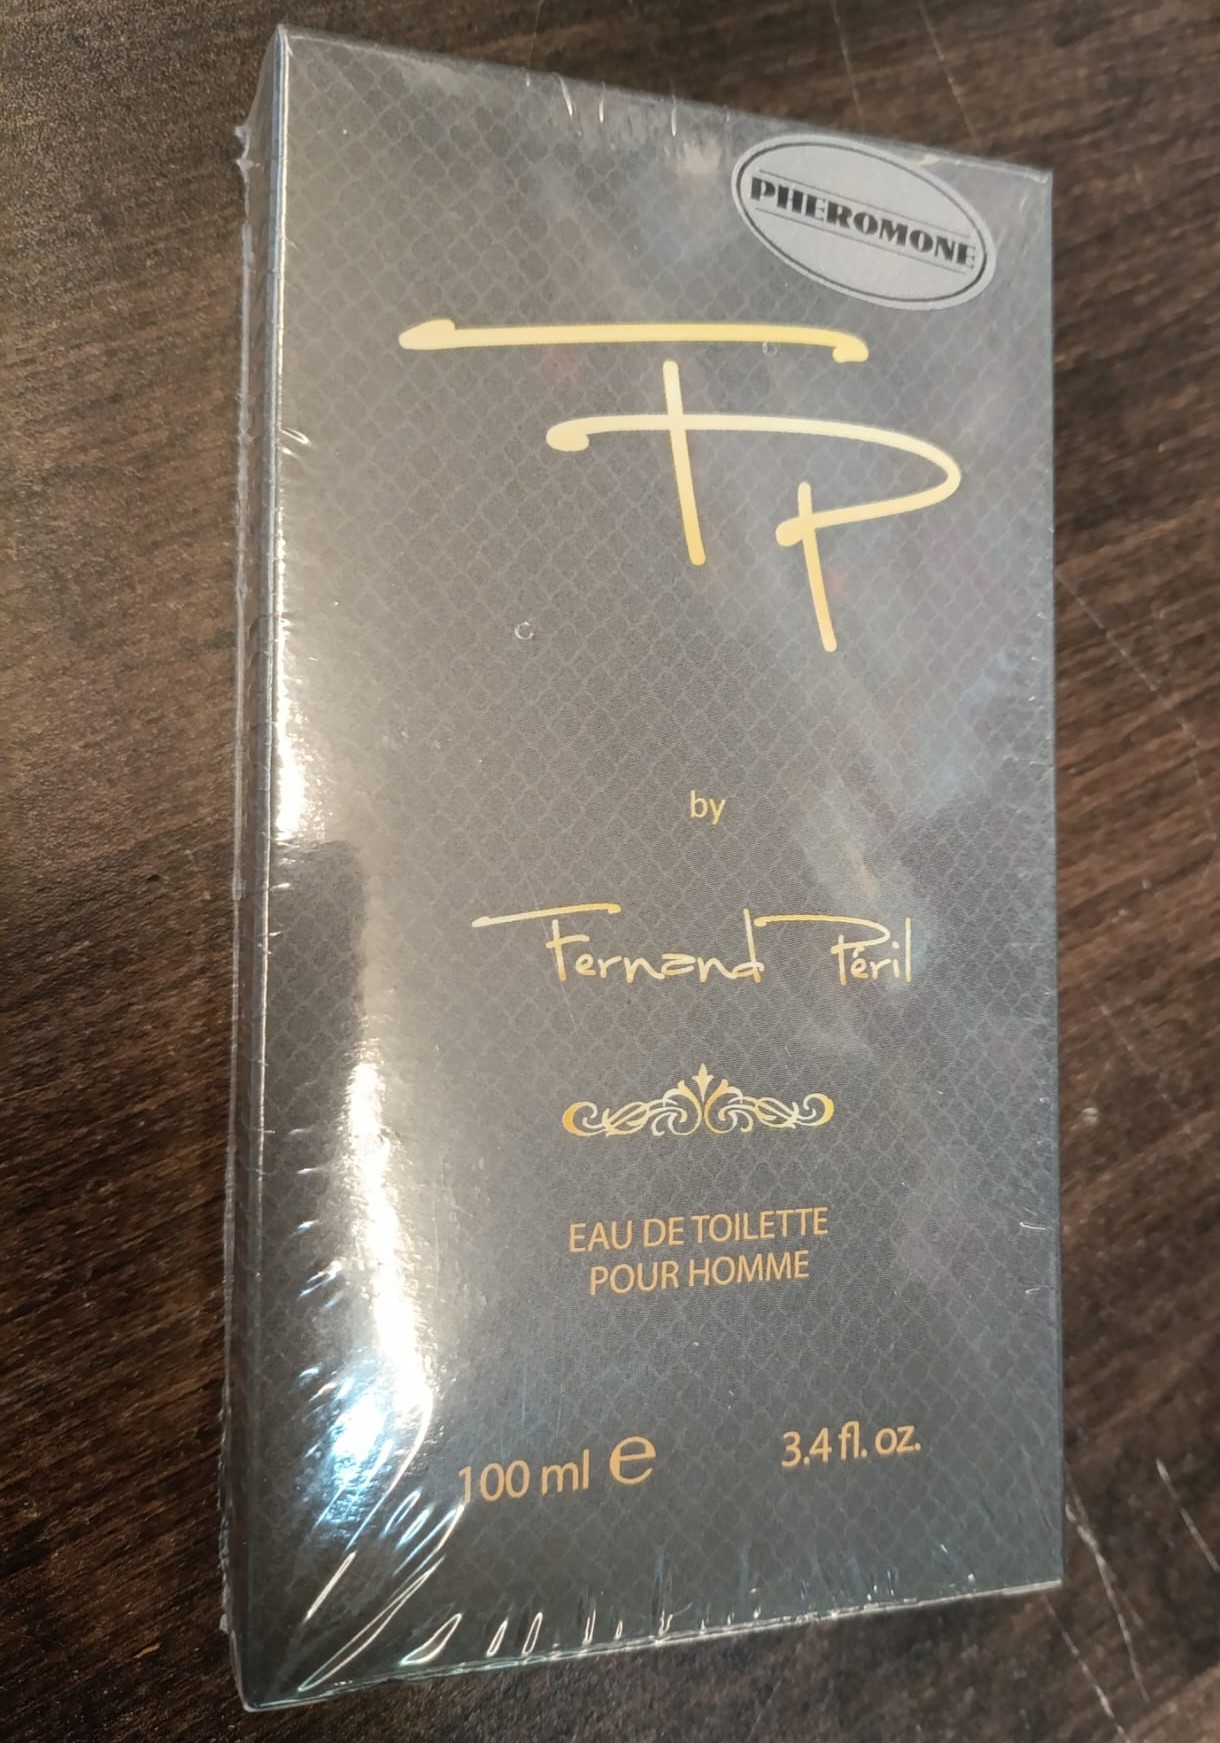 PHEROMONE
FP
by
Fernand Péril
EAU DE TOILETTE
POUR HOMME
100 ml e 3.4 fl. oz.